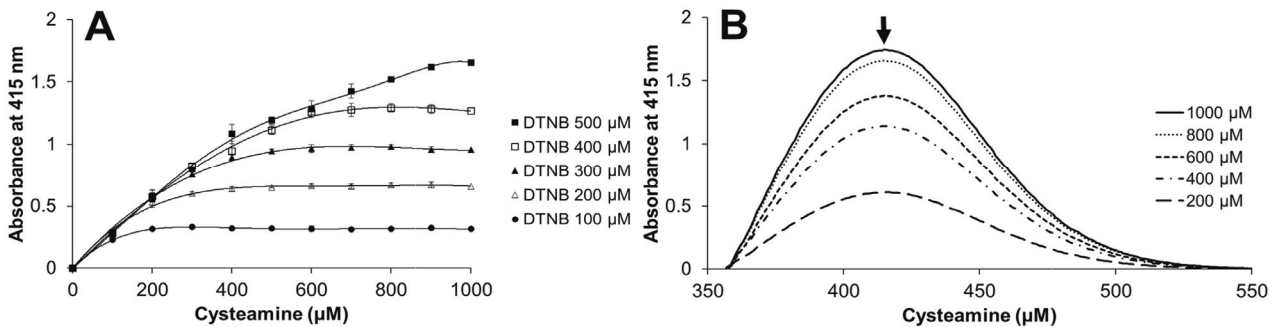 A
Absorbance at 415 nm
2
1.5
1
0.5
0
0 200 400 600 800 1000
Cysteamine (µM)
DTNB 500 µM
DTNB 400 µM
DTNB 300 µM
DTNB 200 µM
DTNB 100 µM
B
Absorbance at 415 nm
2
1.5
1
0.5
0
350 400 450 500 550
Cysteamine (µM)
1000 µM
800 µM
600 µM
400 µM
200 µM